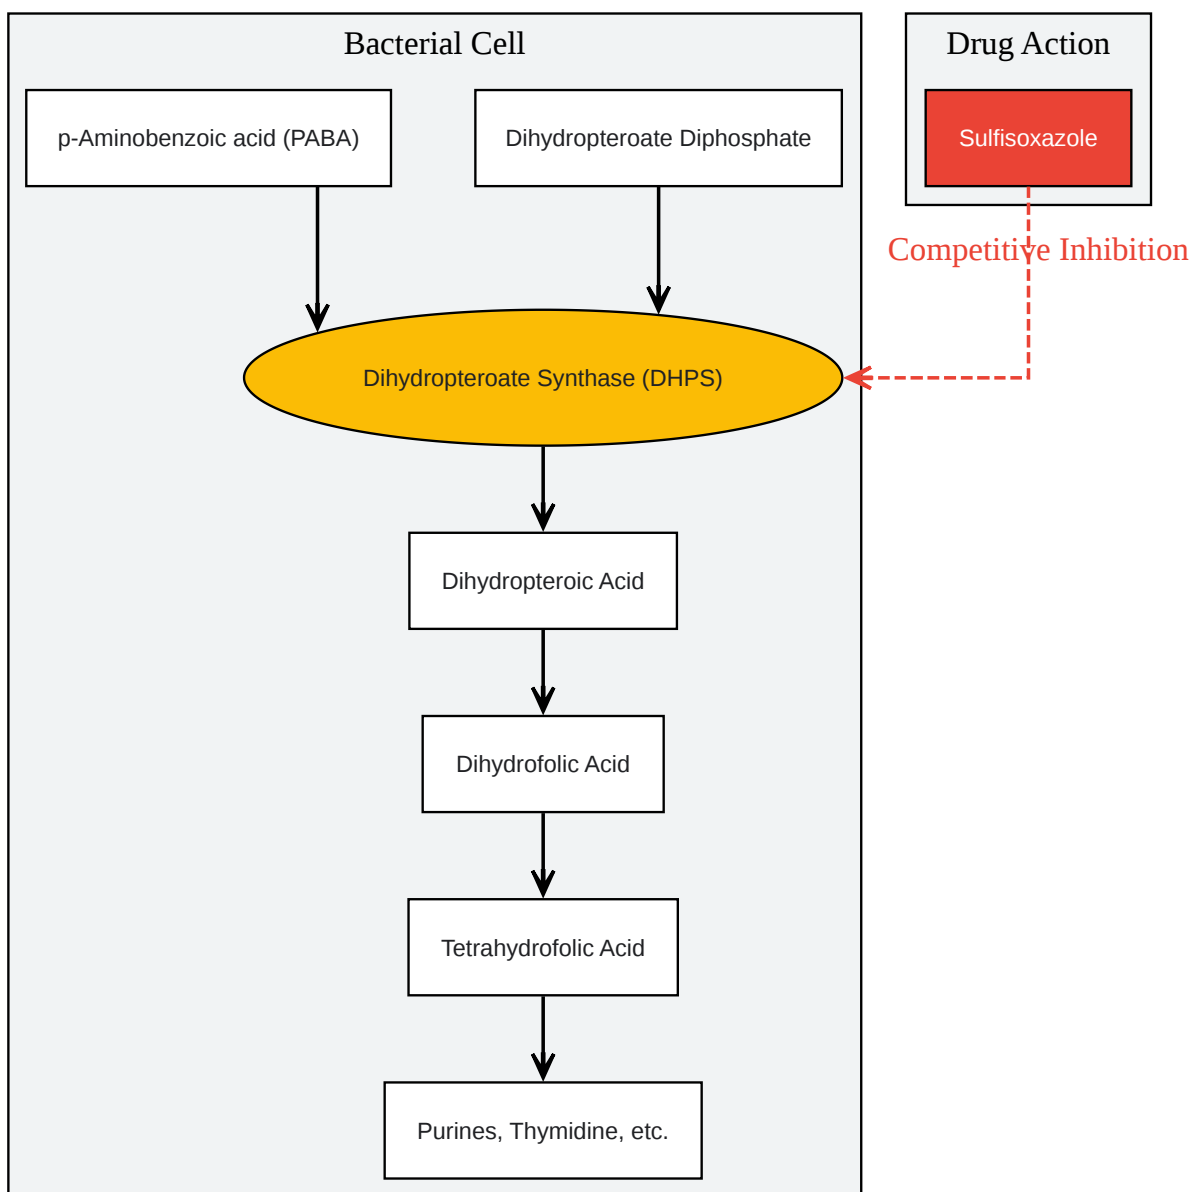 Bacterial Cell
Drug Action
p-Aminobenzoic acid (PABA)
Dihydropteroate Diphosphate
Sulfisoxazole
Competitive Inhibition
Dihydropteroate Synthase (DHPS)
Dihydropteroic Acid
Dihydrofolic Acid
Tetrahydrofolic Acid
Purines, Thymidine, etc.